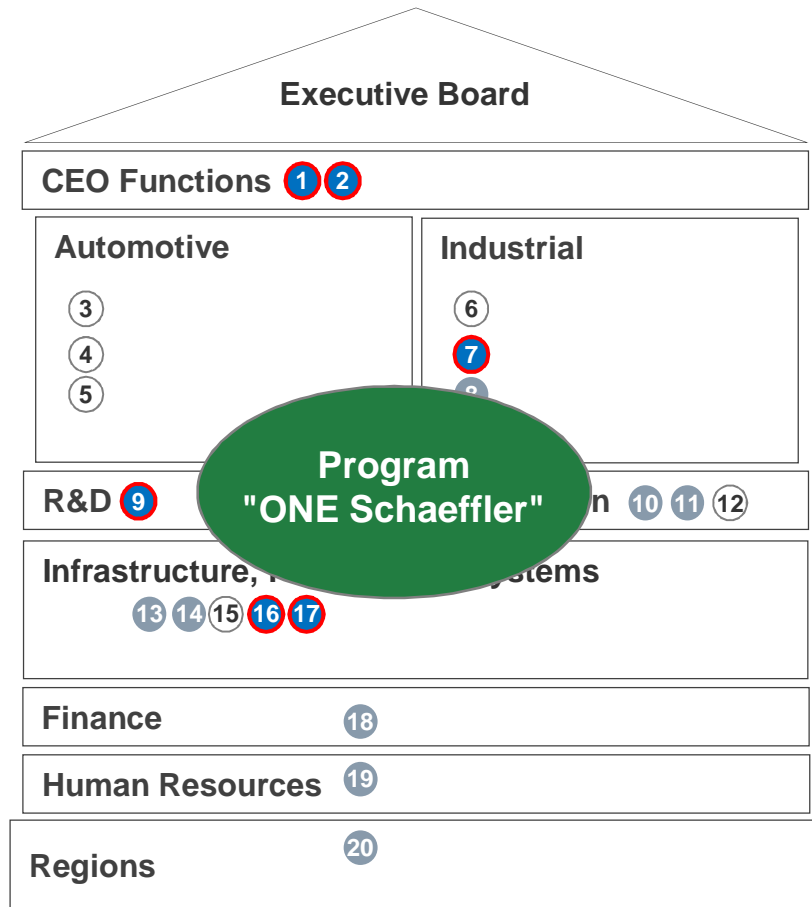 Executive Board
CEO Functions 1 2
Automotive
3
4
5
Industrial
6
7
8
Program
"ONE Schaeffler"
R&D 9
n 10 11 12
Infrastructure,
ystems
13 14 15 16 17
Finance 18
Human Resources 19
Regions 20